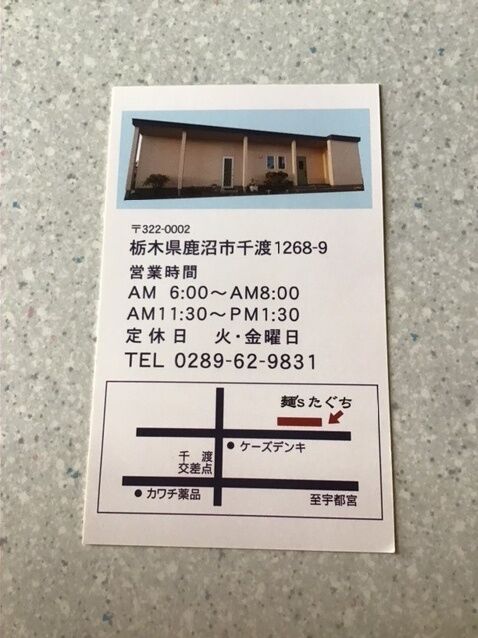 〒322-0002
栃木県鹿沼市千渡1268-9
営業時間
AM 6:00～AM8:00
AM11:30～PM1:30
定休日 火・金曜日
TEL 0289-62-9831
麺'sたぐち
ケーズデンキ
千渡
交差点
カワチ薬品
至宇都宮